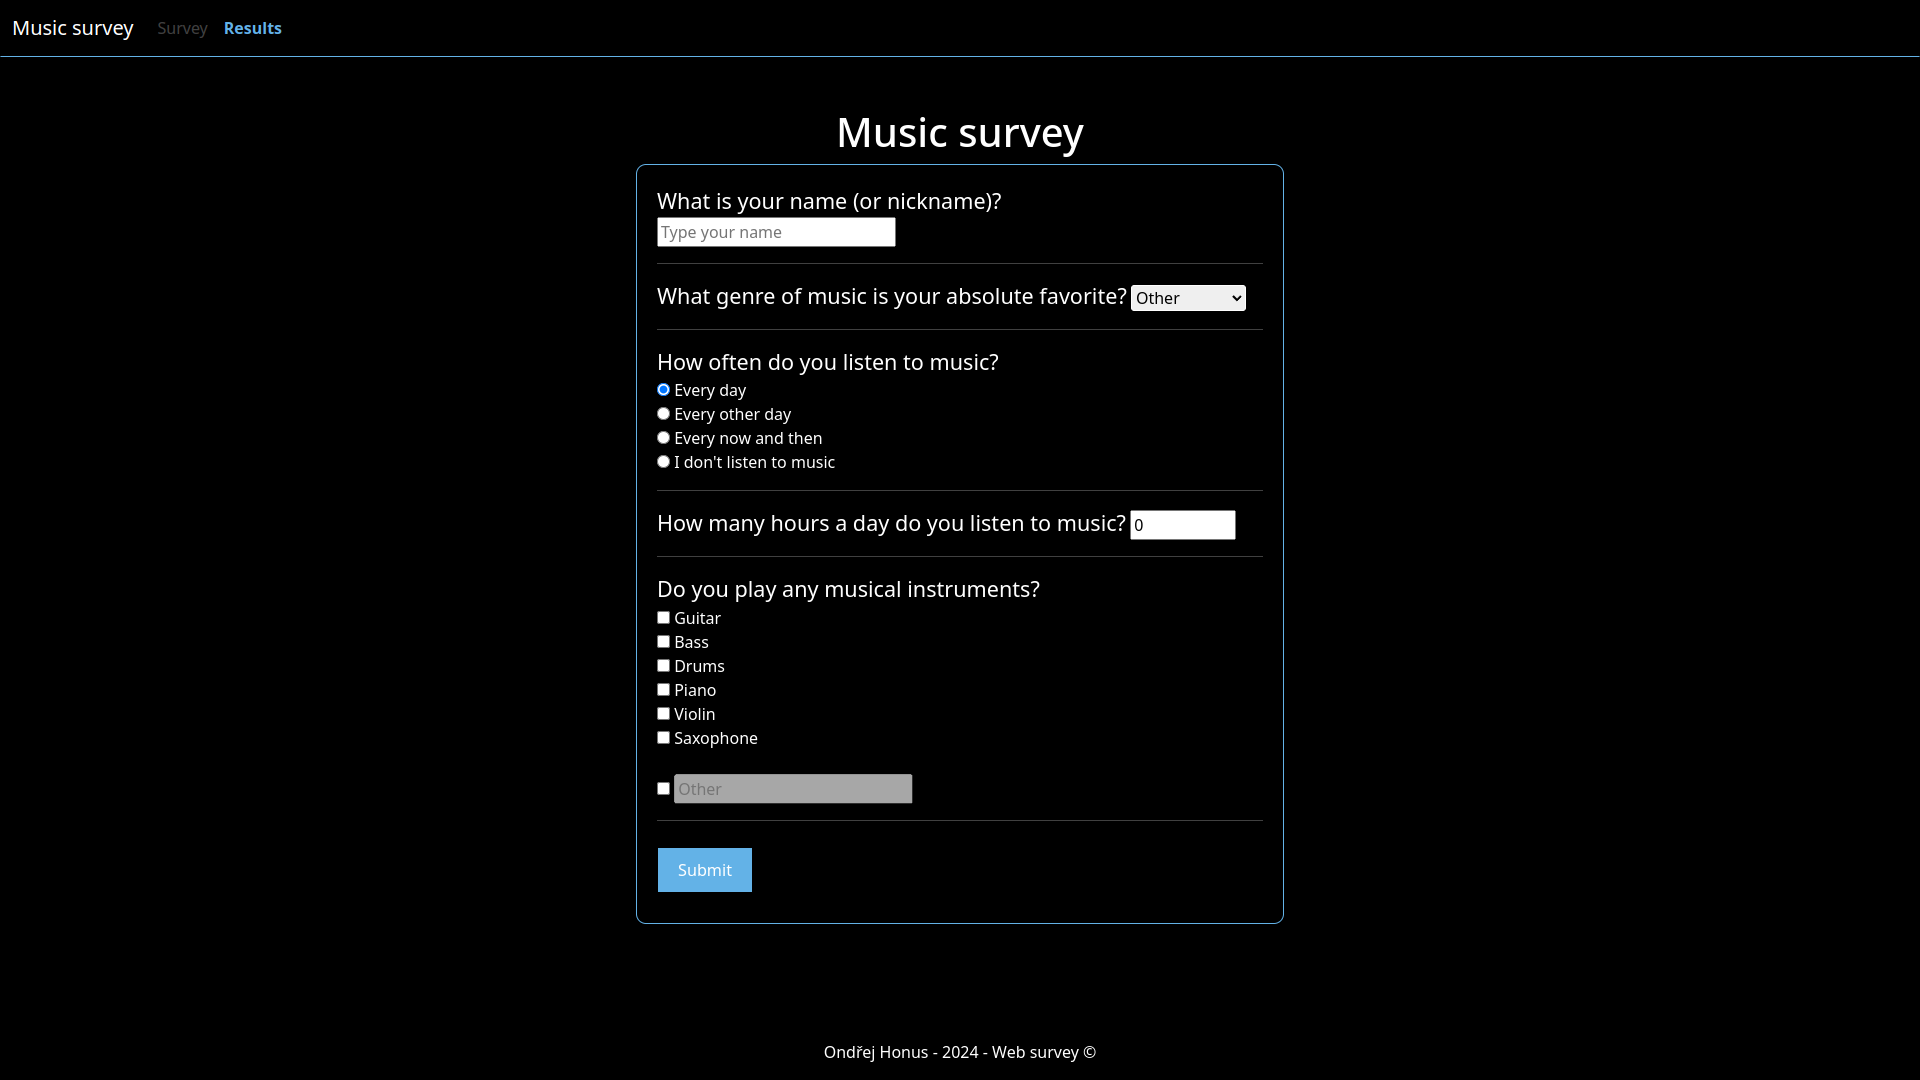 Music survey Survey Results
Music survey
What is your name (or nickname)?
Type your name
What genre of music is your absolute favorite? Other
How often do you listen to music?
Every day
Every other day
Every now and then
I don't listen to music
How many hours a day do you listen to music? 0
Do you play any musical instruments?
Guitar
Bass
Drums
Piano
Violin
Saxophone
Other
Submit
Ondřej Honus - 2024 - Web survey ©